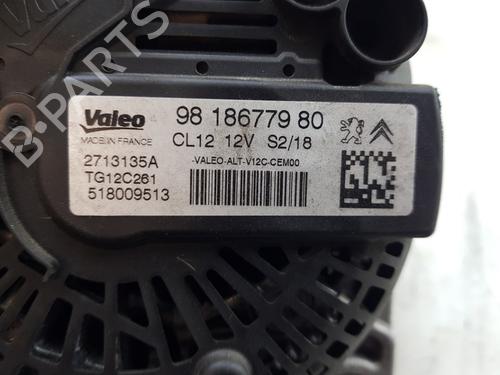 B-PARTS
Valeo
98 186779 80
MADE IN FRANCE
CL12 12V S2/18
2713135A
-VALEO-ALT-V12C-CEM00
TG12C261
518009513